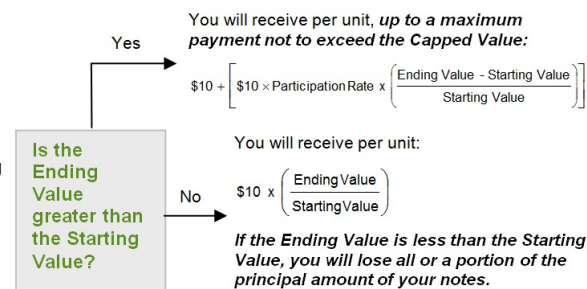 You will receive per unit, up to a maximum
payment not to exceed the Capped Value:
Yes
$10 + [ $10 × Participation Rate x ( Ending Value - Starting Value / Starting Value ) ]
Is the
Ending
Value
greater than
the Starting
Value?
No
You will receive per unit:
$10 x ( Ending Value / Starting Value )
If the Ending Value is less than the Starting
Value, you will lose all or a portion of the
principal amount of your notes.